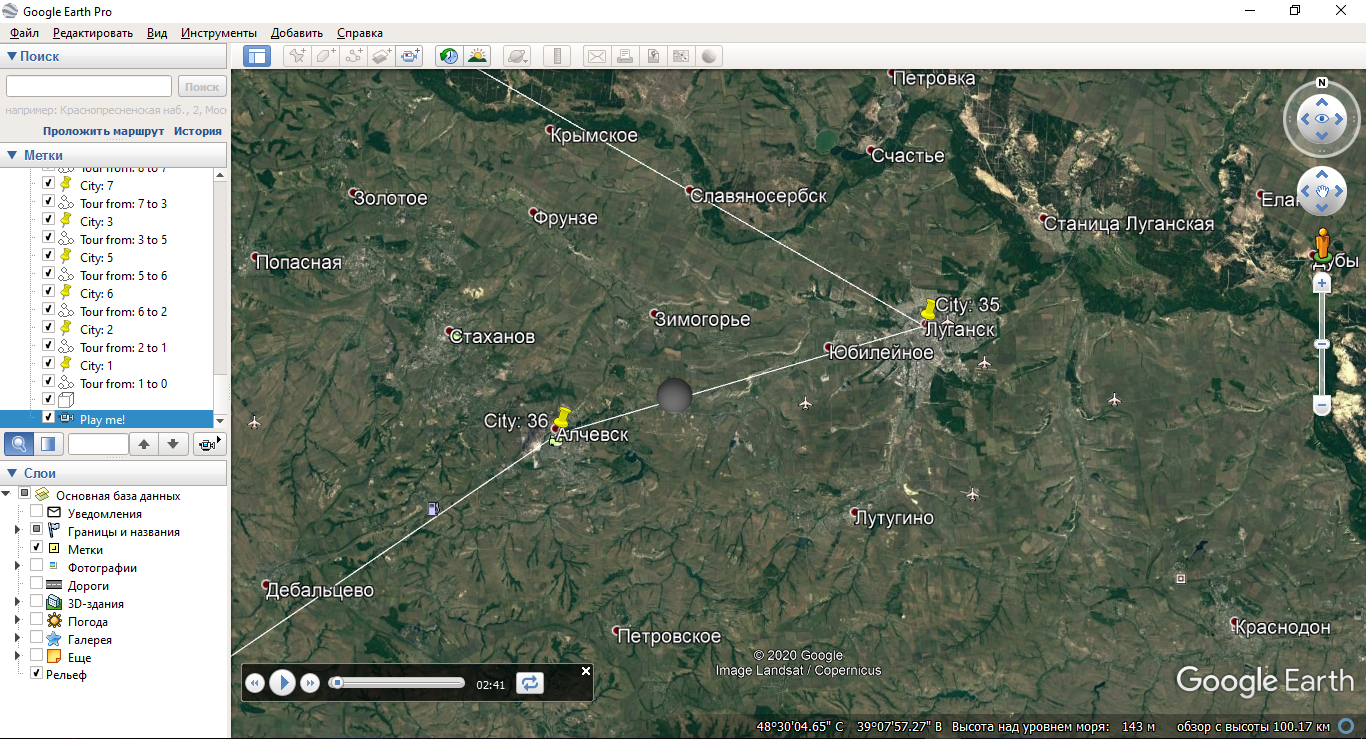 Google Earth Pro
Файл Редактировать Вид Инструменты Добавить Справка
Поиск
Поиск
например: Краснопресненская наб., 2, Мос
Проложить маршрут История
Метки
Tour from: 8 to 7
City: 7
Tour from: 7 to 3
City: 3
Tour from: 3 to 5
City: 5
Tour from: 5 to 6
City: 6
Tour from: 6 to 2
City: 2
Tour from: 2 to 1
City: 1
Tour from: 1 to 0
Play me!
Слои
Основная база данных
Уведомления
Границы и названия
Метки
Фотографии
Дороги
3D-здания
Погода
Галерея
Еще
Рельеф
N
Петровка
Крымское
Счастье
Золотое
Славяносербск
Фрунзе
Елан
Станица Луганская
Попасная
Дубы
City: 35
Зимогорье
Луганск
Стаханов
Юбилейное
City: 36
Алчевск
Лутугино
Дебальцево
Петровское
Краснодон
© 2020 Google
Image Landsat / Copernicus
Google Earth
02:41
48°30'04.65" С 39°07'57.27" В Высота над уровнем моря: 143 м обзор с высоты 100.17 км